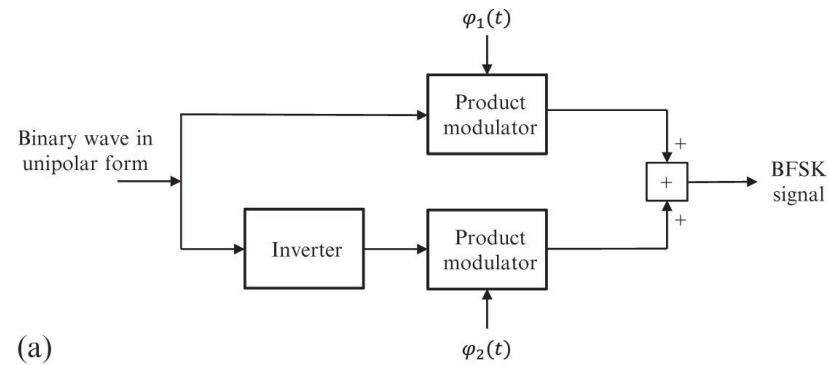 φ₁(t)
Product
modulator
Binary wave in
unipolar form
+
+
BFSK
signal
+
Inverter
Product
modulator
φ₂(t)
(a)